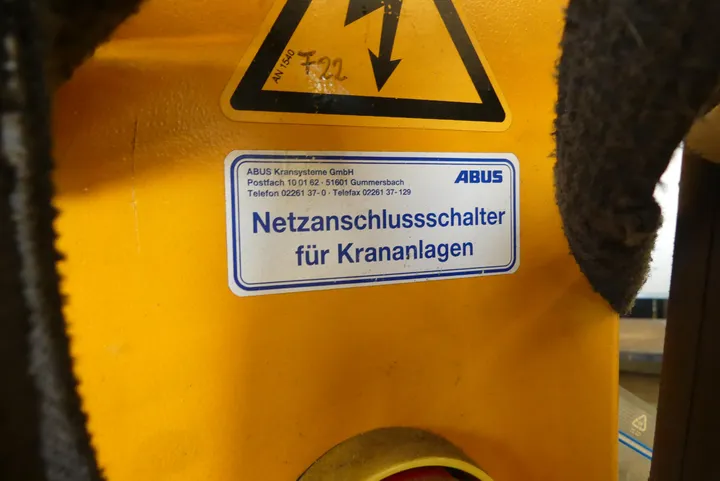 AN 1540
F22
ABUS Kransysteme GmbH
Postfach 10 01 62 - 51601 Gummersbach
Telefon 02261 37-0 · Telefax 02261 37-129
ABUS
Netzanschlussschalter
für Krananlagen